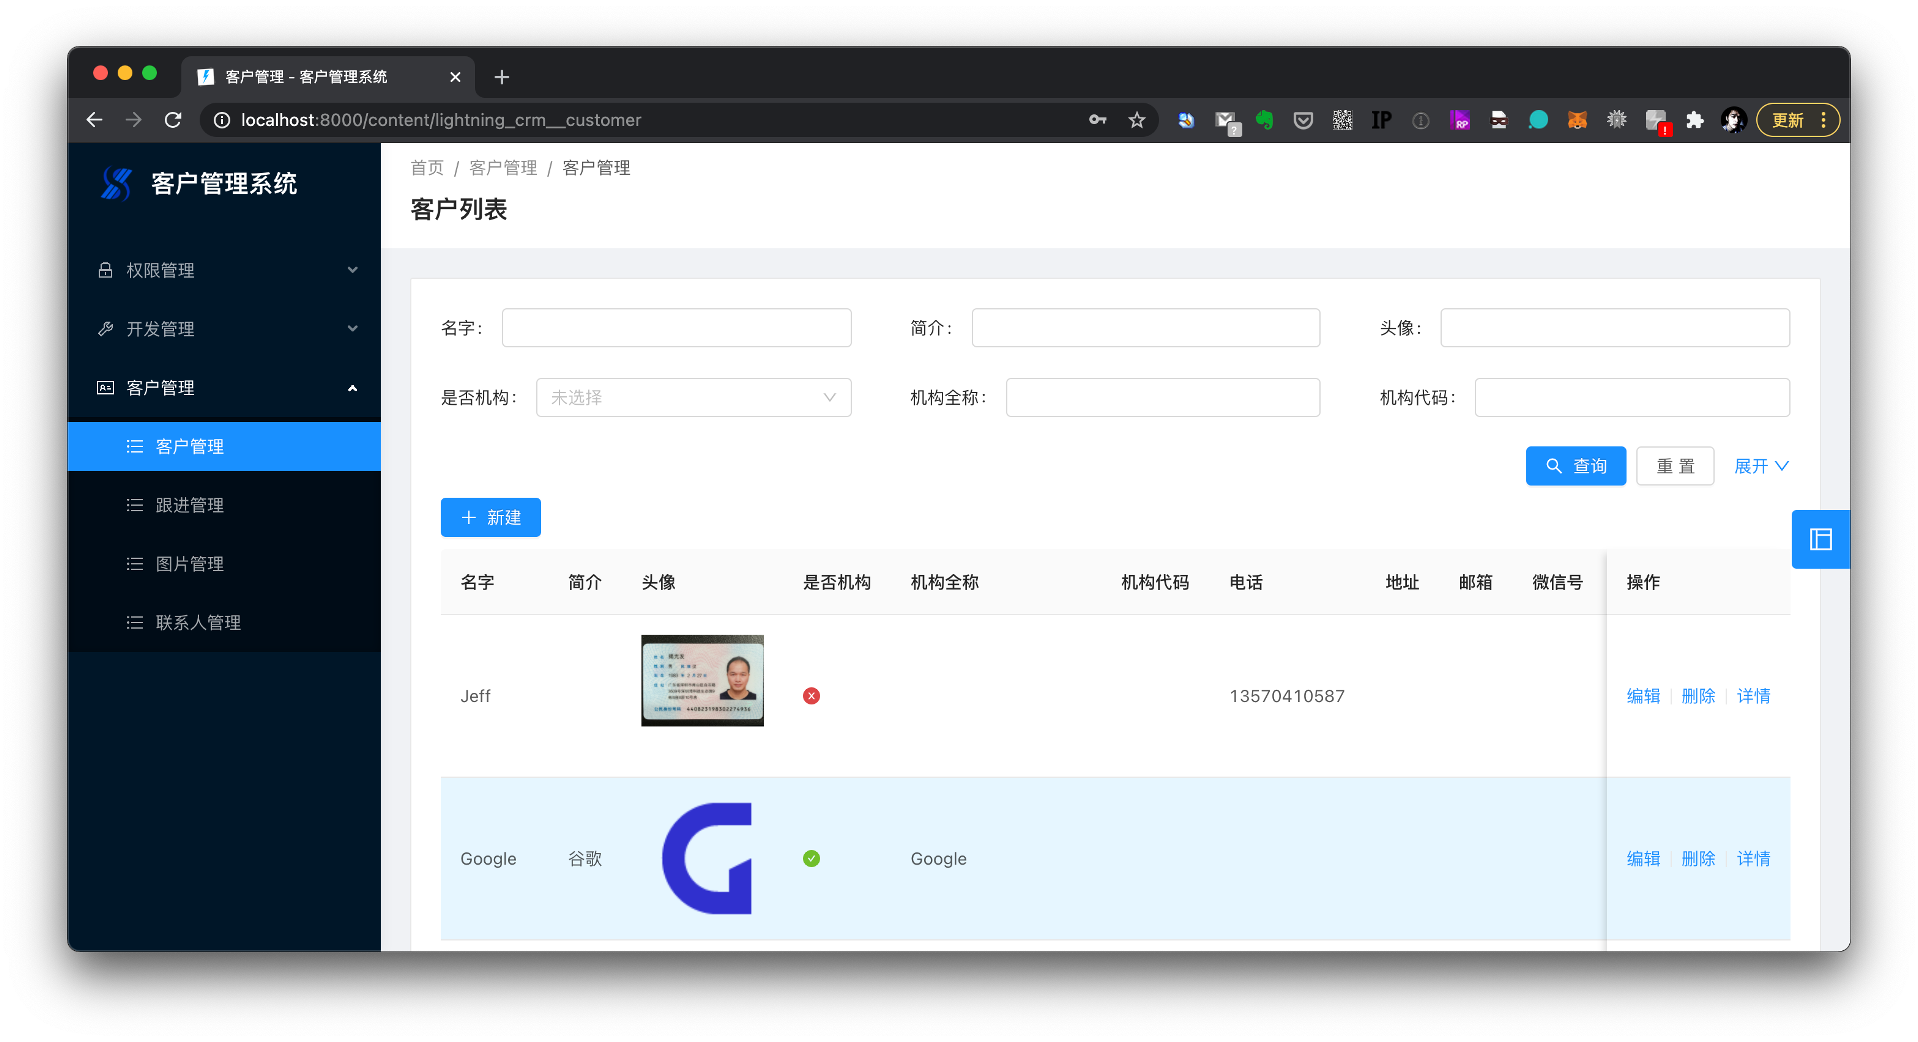 客户管理 - 客户管理系统
localhost:8000/content/lightning_crm__customer
IP
RP
更新
客户管理系统
首页 / 客户管理 / 客户管理
客户列表
权限管理
开发管理
客户管理
客户管理
跟进管理
图片管理
联系人管理
名字：
简介：
头像：
是否机构：
未选择
机构全称：
机构代码：
查询
重 置
展开
新建
名字 简介 头像 是否机构 机构全称 机构代码 电话 地址 邮箱 微信号 操作
Jeff 13570410587 编辑 删除 详情
Google 谷歌 Google 编辑 删除 详情